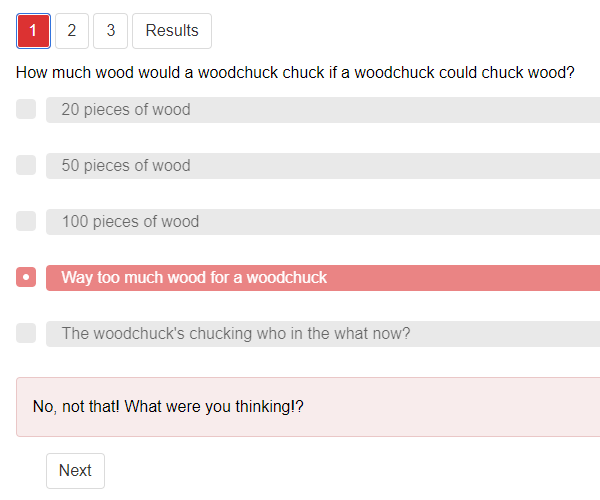 1 2 3 Results
How much wood would a woodchuck chuck if a woodchuck could chuck wood?
20 pieces of wood
50 pieces of wood
100 pieces of wood
Way too much wood for a woodchuck
The woodchuck's chucking who in the what now?
No, not that! What were you thinking!?
Next